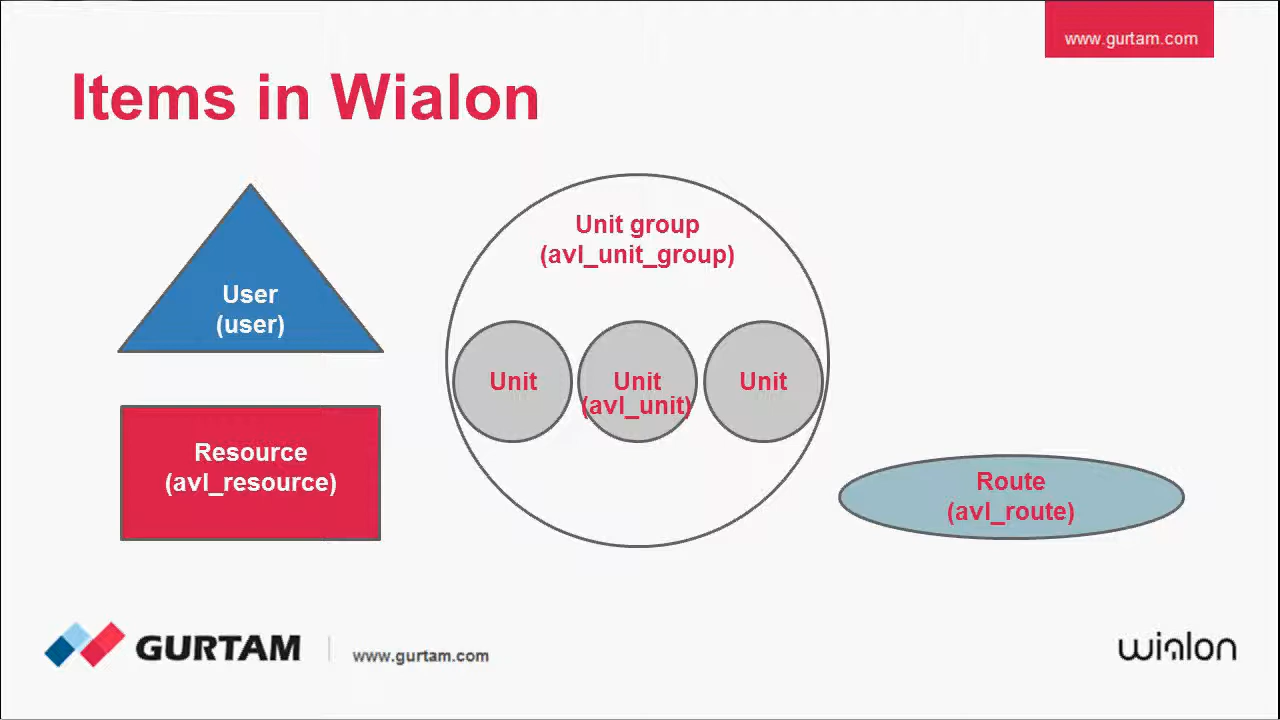 www.gurtam.com
Items in Wialon
User
(user)
Resource
(avl_resource)
Unit group
(avl_unit_group)
Unit
Unit
(avl_unit)
Unit
Route
(avl_route)
GURTAM
www.gurtam.com
wialon